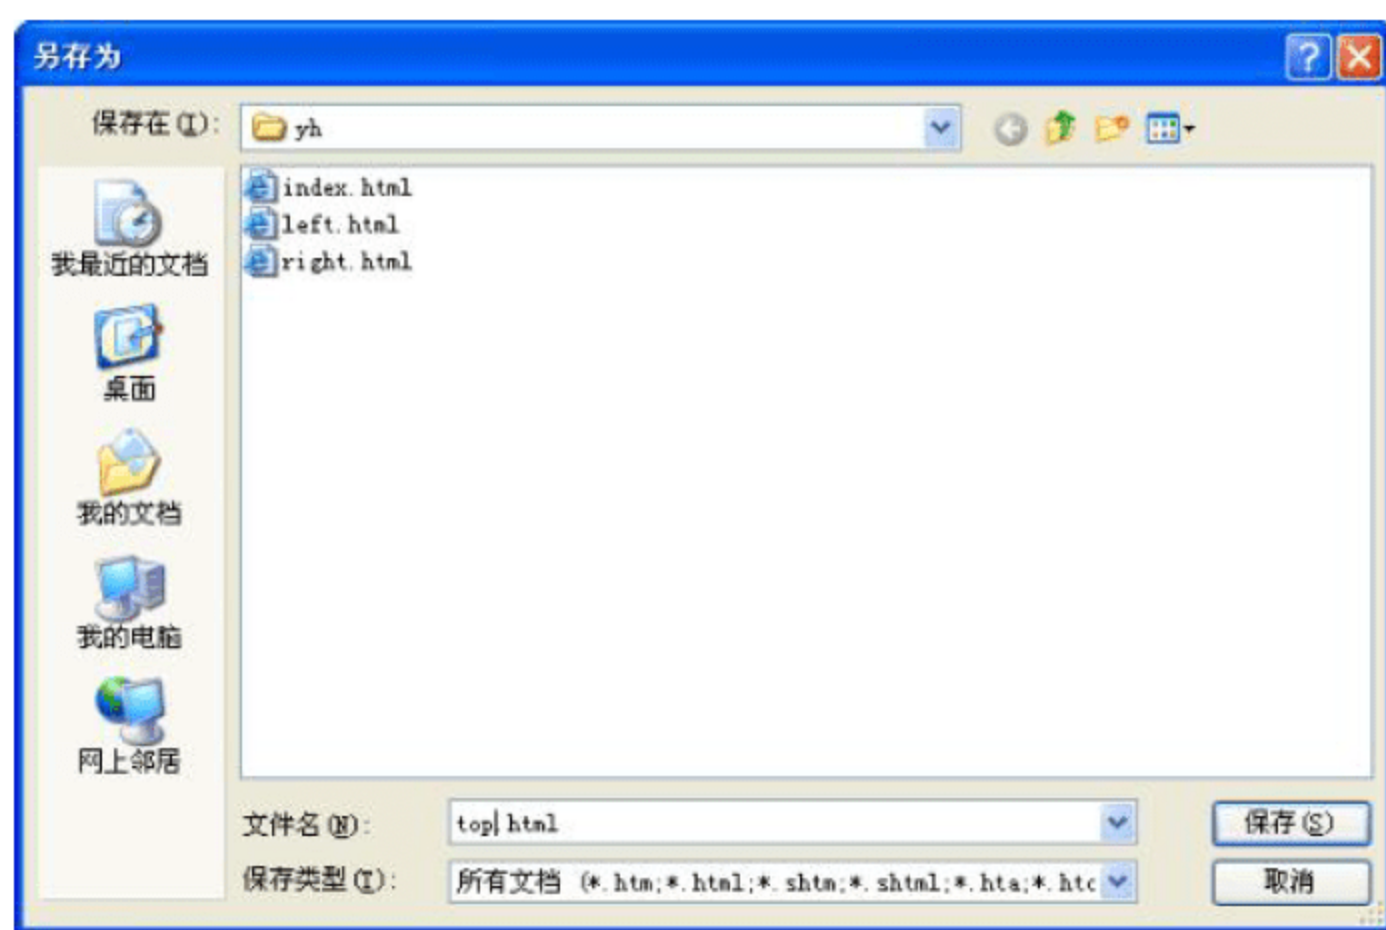 另存为
保存在(I):
yh
index.html
left.html
right.html
我最近的文档
桌面
我的文档
我的电脑
网上邻居
文件名(N):
top.html
保存(S)
保存类型(T):
所有文档 (*.htm;*.html;*.shtm;*.shtml;*.hta;*.htc
取消